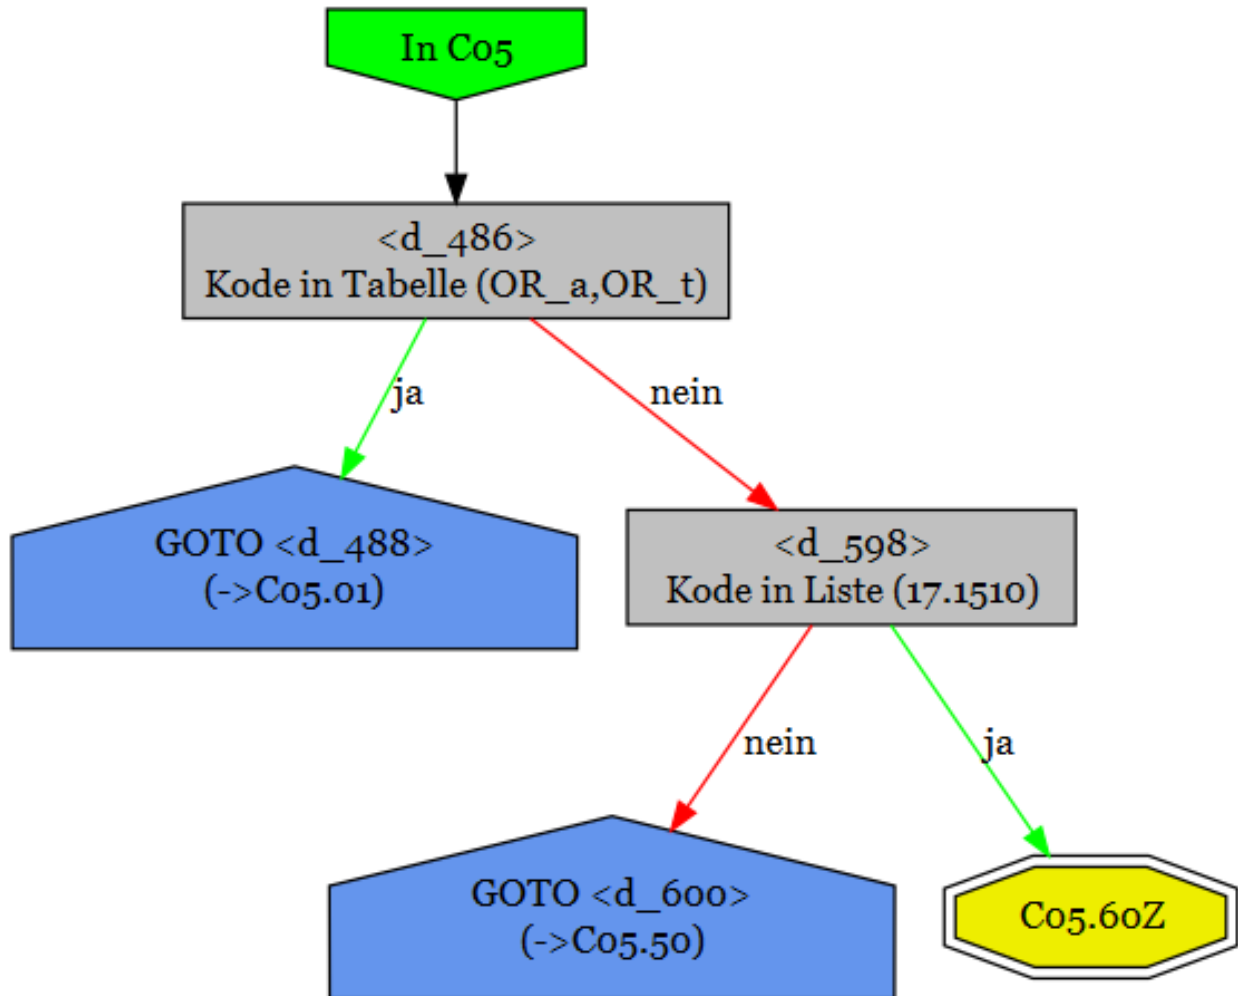 In C05
<d_486>
Kode in Tabelle (OR_a,OR_t)
ja
nein
GOTO <d_488>
(->C05.01)
<d_598>
Kode in Liste (17.1510)
nein
ja
GOTO <d_600>
(->C05.50)
C05.60Z